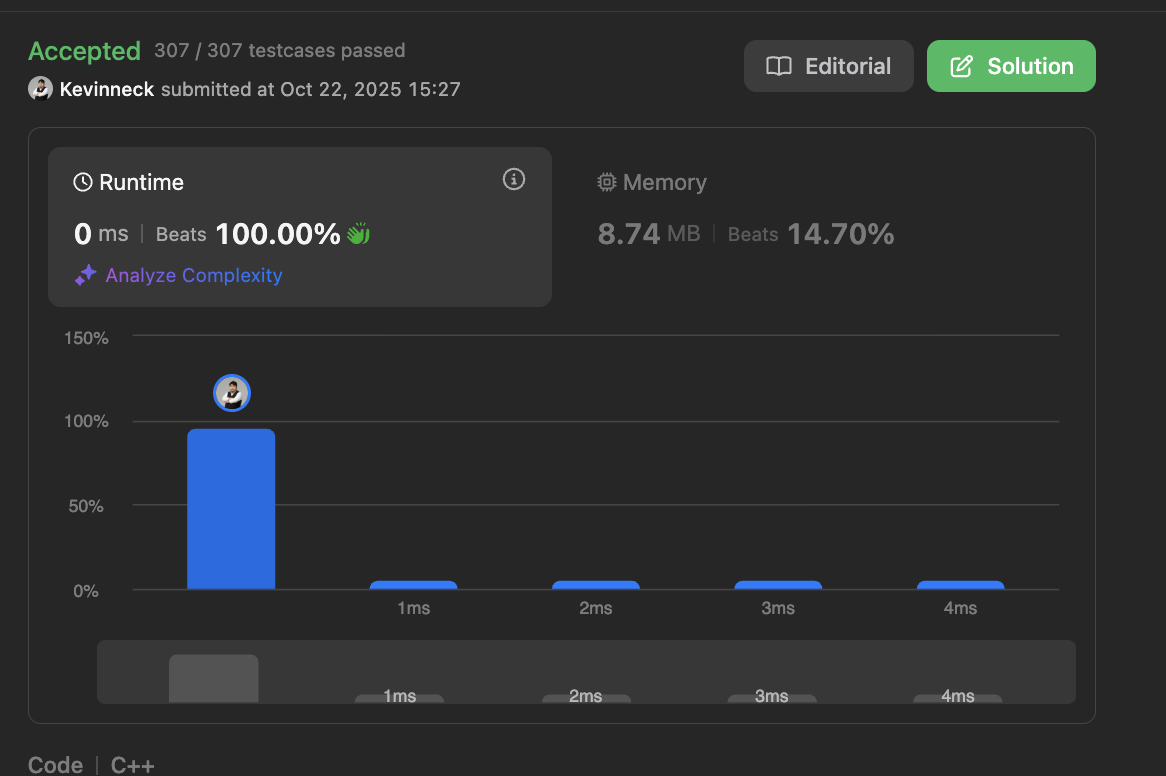 Accepted 307 / 307 testcases passed
Editorial
Solution
Kevinneck submitted at Oct 22, 2025 15:27
Runtime
0 ms | Beats 100.00%
Analyze Complexity
Memory
8.74 MB | Beats 14.70%
150%
100%
50%
0%
1ms 2ms 3ms 4ms
1ms 2ms 3ms 4ms
Code | C++